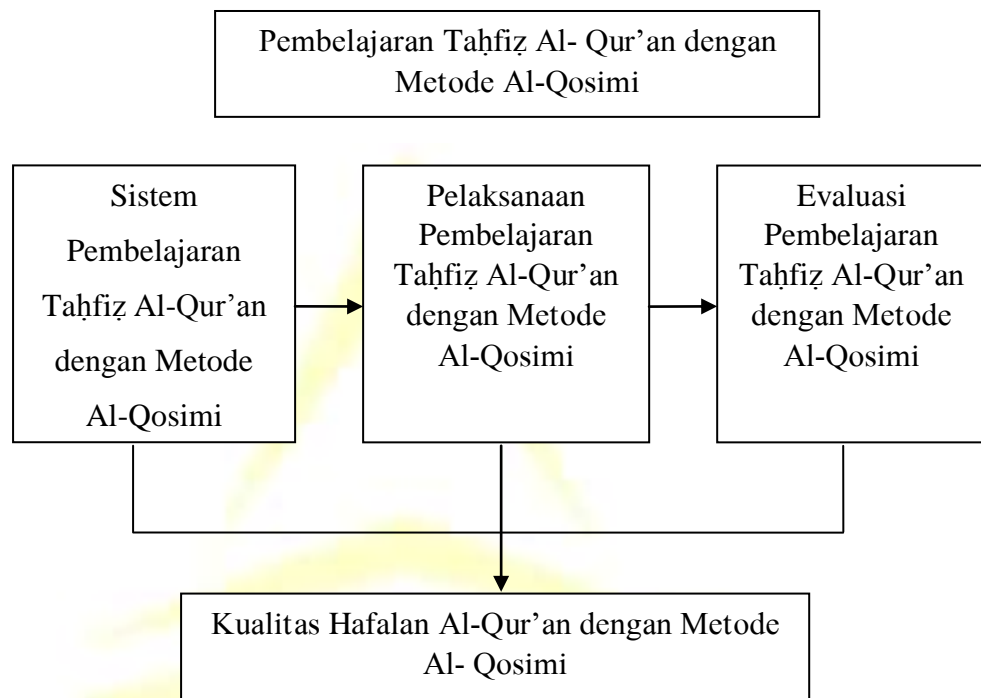 Pembelajaran Taḥfiẓ Al- Qur’an dengan
Metode Al-Qosimi
Sistem
Pembelajaran
Taḥfiẓ Al-Qur’an
dengan Metode
Al-Qosimi
Pelaksanaan
Pembelajaran
Taḥfiẓ Al-Qur’an
dengan Metode
Al-Qosimi
Evaluasi
Pembelajaran
Taḥfiẓ Al-Qur’an
dengan Metode
Al-Qosimi
Kualitas Hafalan Al-Qur’an dengan Metode
Al- Qosimi